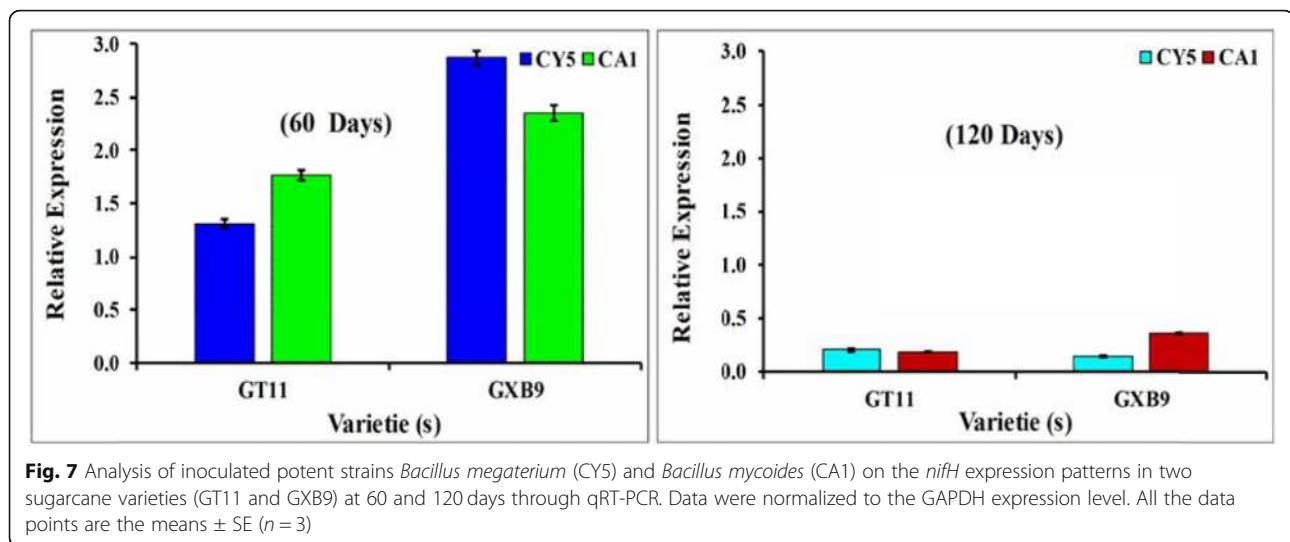 3.0
2.5
2.0
1.5
1.0
0.5
0.0
Relative Expression
CY5 CA1
(60 Days)
GT11 GXB9
Varietie (s)
3.0
2.5
2.0
1.5
1.0
0.5
0.0
Relative Expression
CY5 CA1
(120 Days)
GT11 GXB9
Varietie (s)
Fig. 7 Analysis of inoculated potent strains Bacillus megaterium (CY5) and Bacillus mycoides (CA1) on the nifH expression patterns in two
sugarcane varieties (GT11 and GXB9) at 60 and 120 days through qRT-PCR. Data were normalized to the GAPDH expression level. All the data
points are the means ± SE (n = 3)